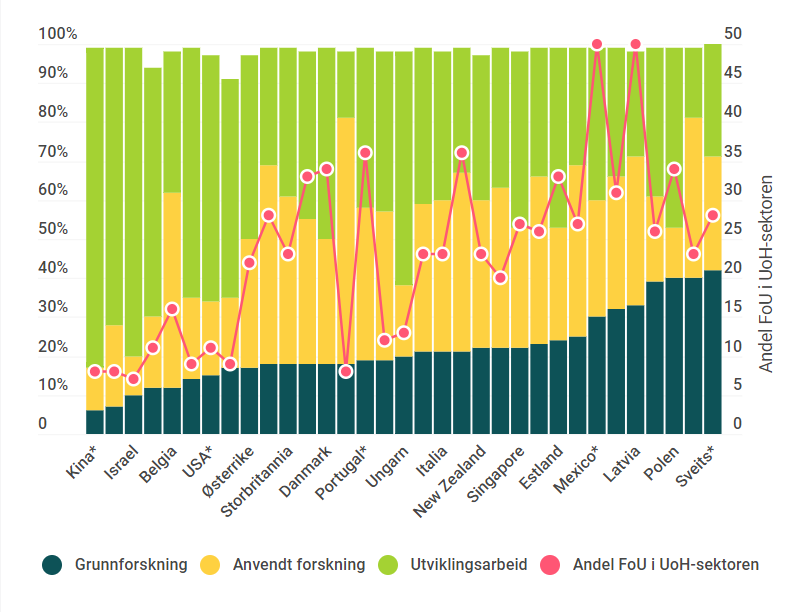 100%
90%
80%
70%
60%
50%
40%
30%
20%
10%
0
50
45
40
35
30
25
20
15
10
5
0
Andel FoU i UoH-sektoren
Kina*
Israel
Belgia
USA*
Østerrike
Storbritannia
Danmark
Portugal*
Ungarn
Italia
New Zealand
Singapore
Estland
Mexico*
Latvia
Polen
Sveits*
Grunnforskning
Anvendt forskning
Utviklingsarbeid
Andel FoU i UoH-sektoren